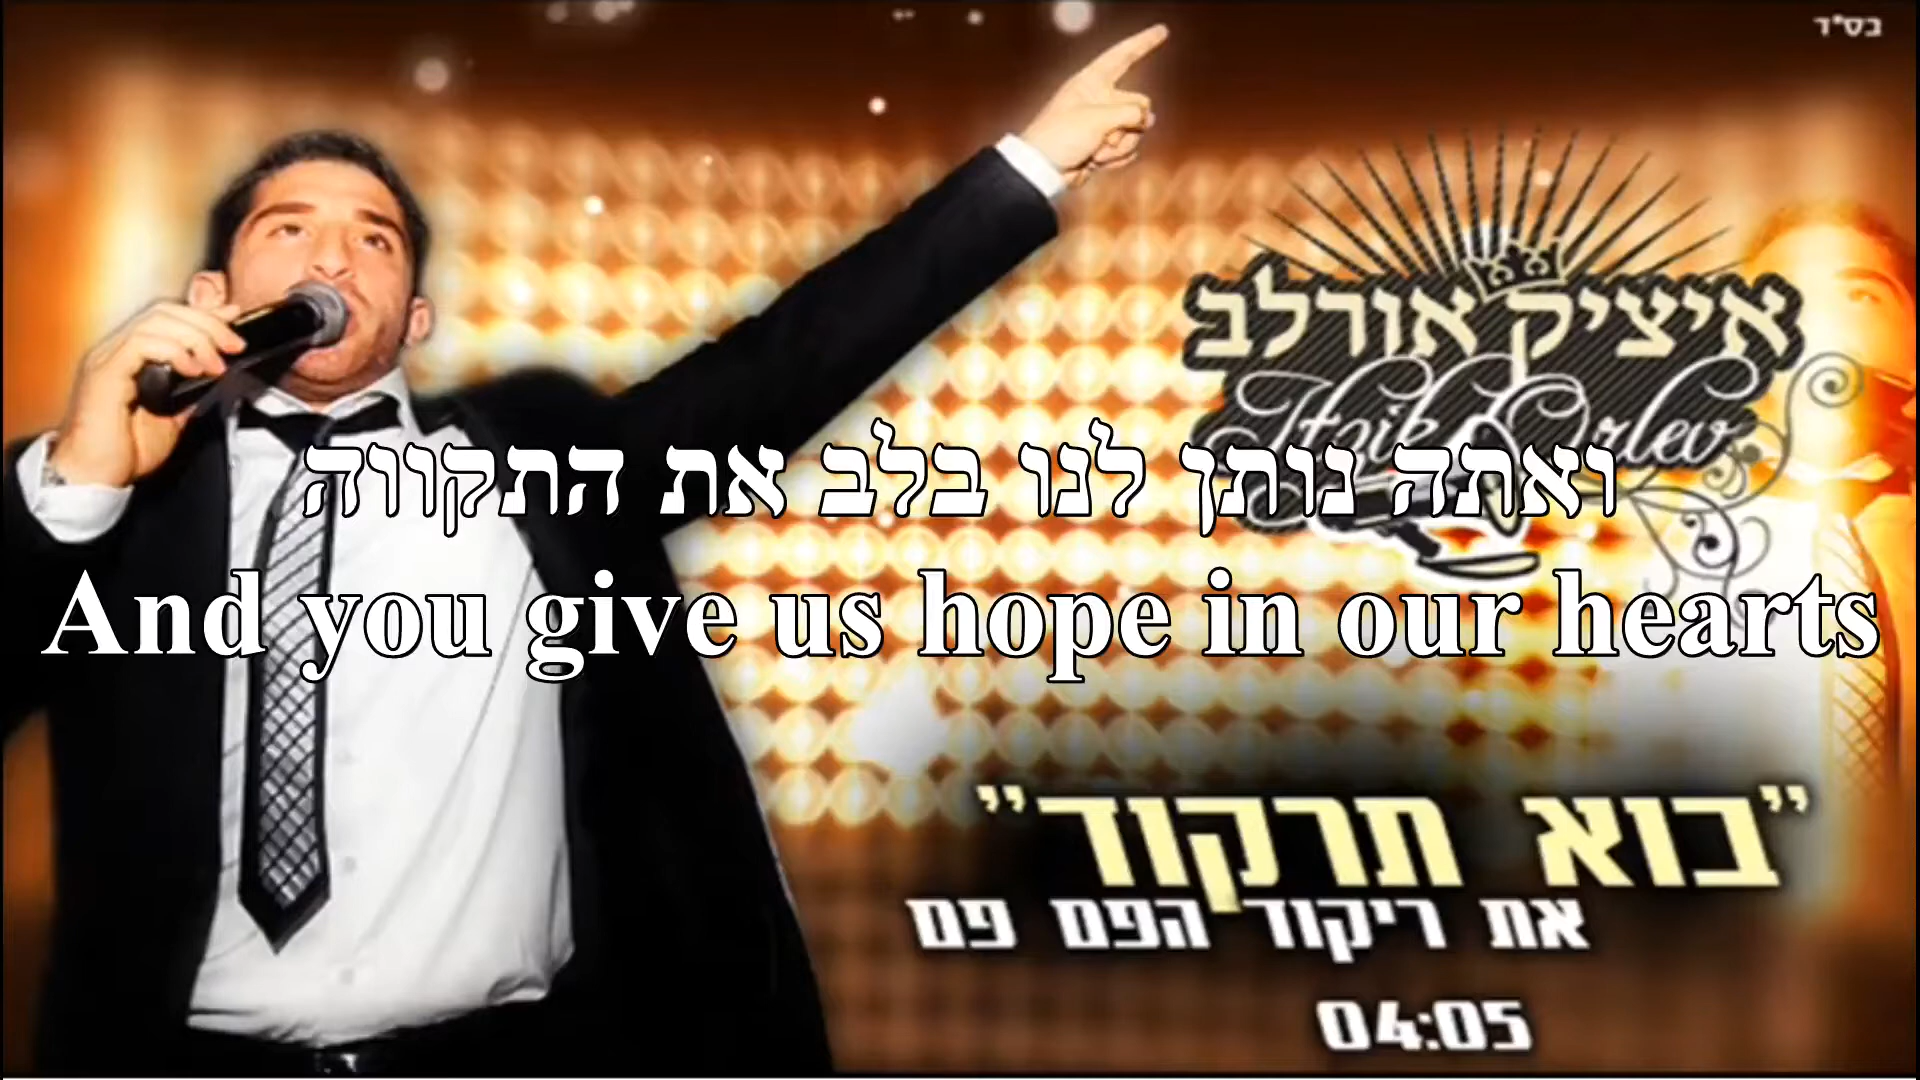 בס"ד
איציק אורלב
Itzik Orlev
ואתה נותן לנו בלב את התקווה
And you give us hope in our hearts
"בוא תרקוד"
את ריקוד הפם פם
04:05